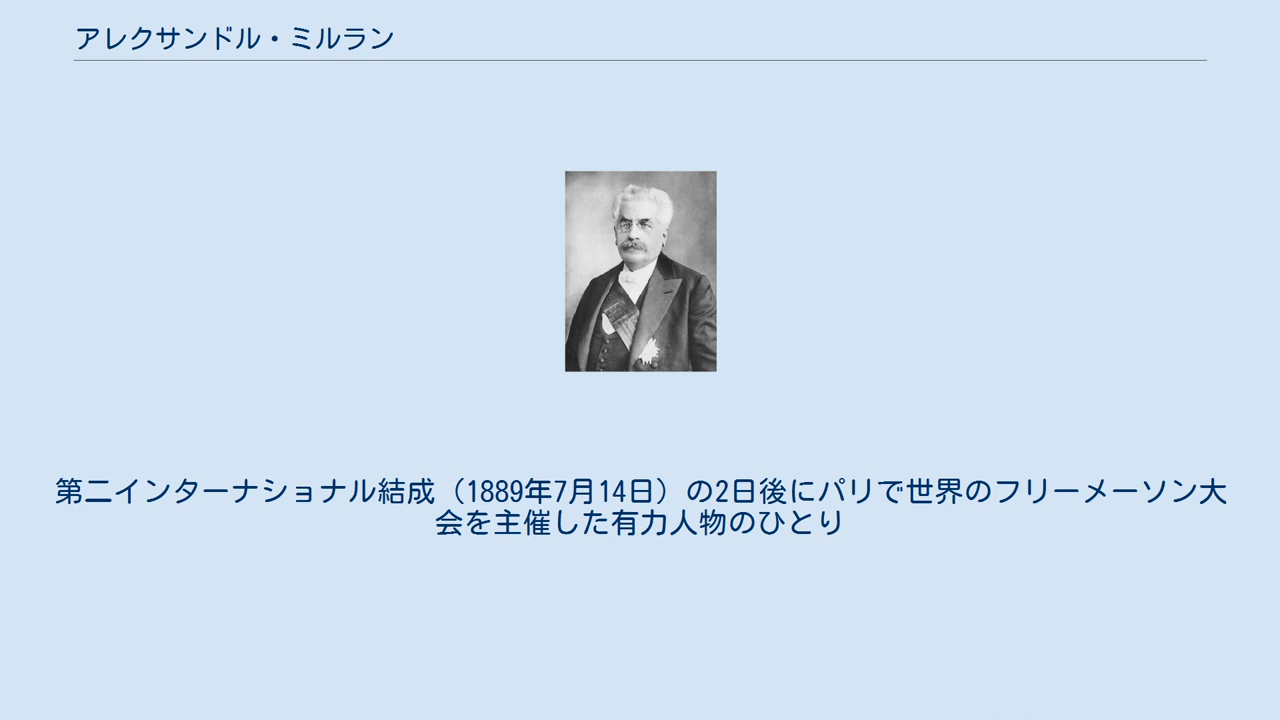 アレクサンドル・ミルラン
第二インターナショナル結成（1889年7月14日）の2日後にパリで世界のフリーメーソン大
会を主催した有力人物のひとり